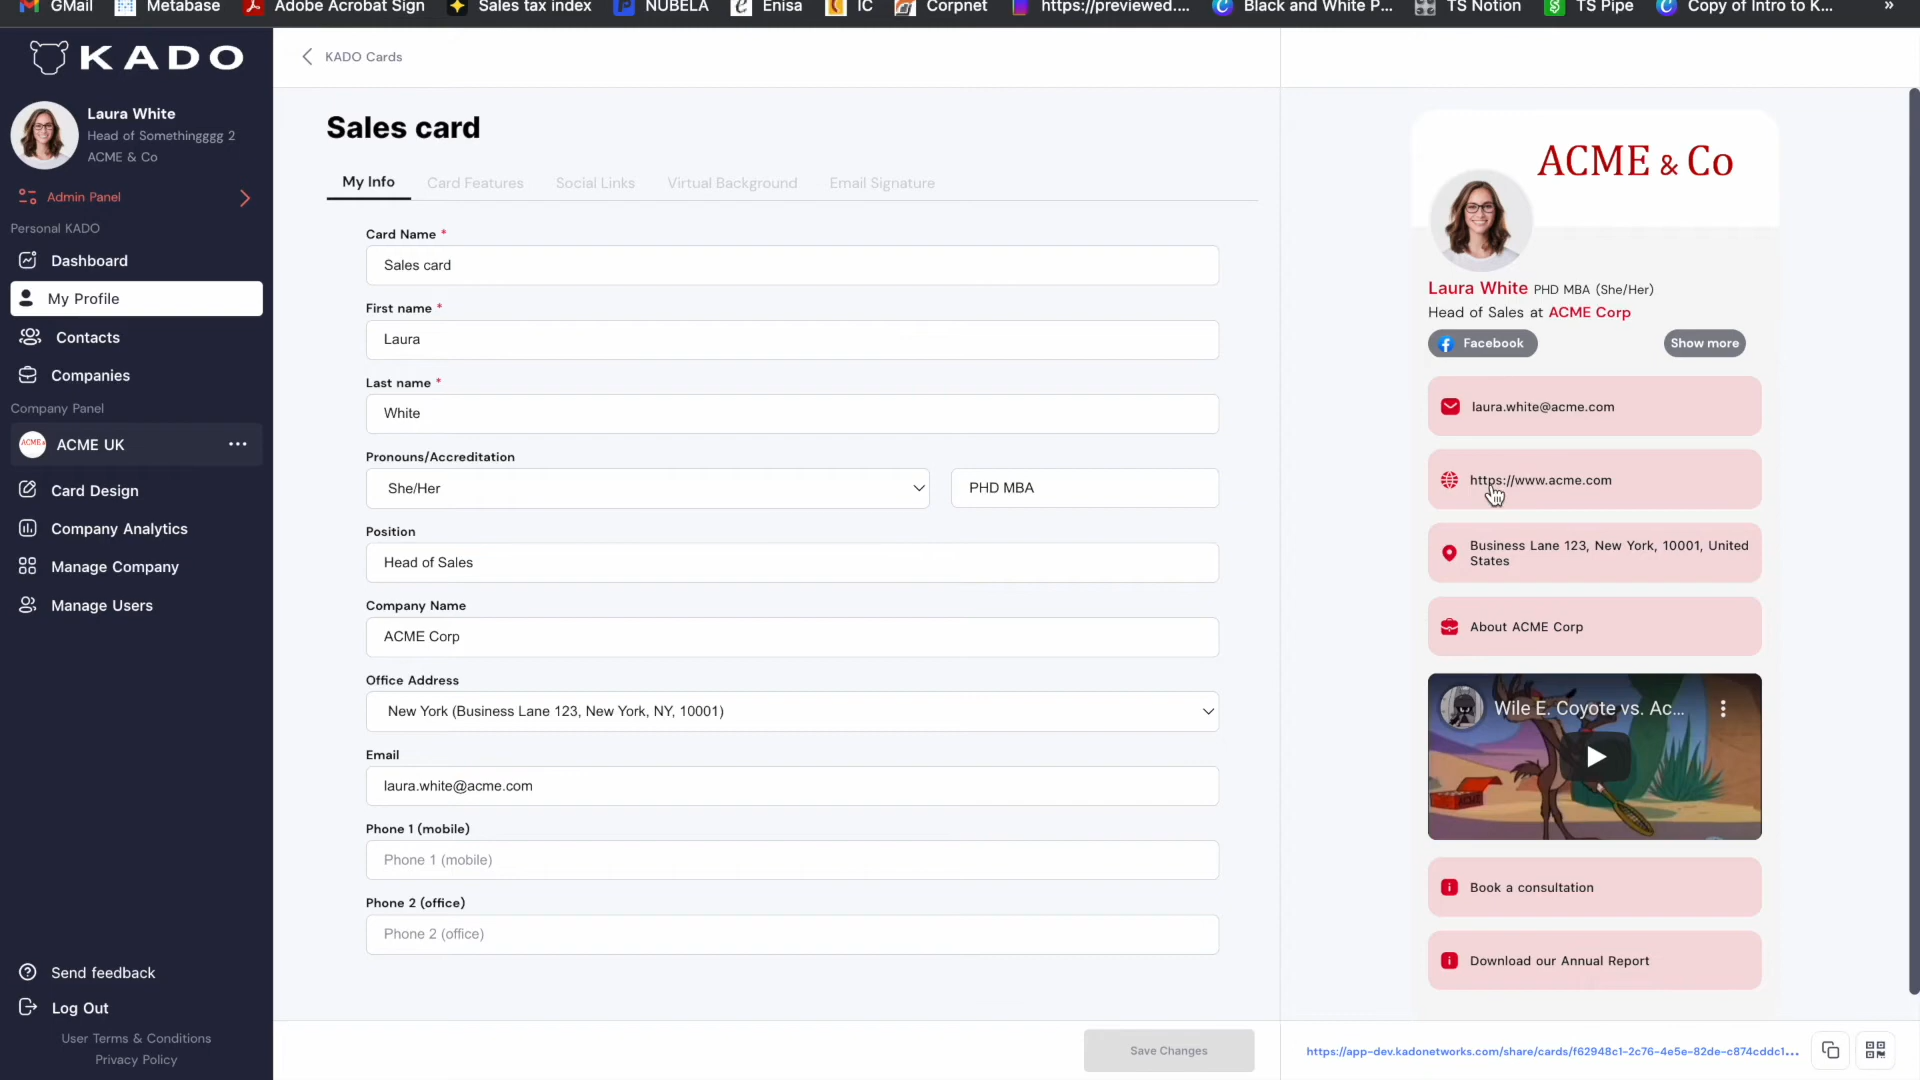 GMail
Metabase
Adobe Acrobat Sign
Sales tax index
NUBELA
Enisa
IC
Corpnet
https://previewed....
Black and White P...
TS Notion
TS Pipe
Copy of Intro to K...
»
KADO
Laura White
Head of Somethingggg 2
ACME & Co
Admin Panel
Personal KADO
Dashboard
My Profile
Contacts
Companies
Company Panel
ACME UK
Card Design
Company Analytics
Manage Company
Manage Users
Send feedback
Log Out
User Terms & Conditions
Privacy Policy
KADO Cards
Sales card
My Info
Card Features
Social Links
Virtual Background
Email Signature
Card Name *
Sales card
First name *
Laura
Last name *
White
Pronouns/Accreditation
She/Her
PHD MBA
Position
Head of Sales
Company Name
ACME Corp
Office Address
New York (Business Lane 123, New York, NY, 10001)
Email
laura.white@acme.com
Phone 1 (mobile)
Phone 1 (mobile)
Phone 2 (office)
Phone 2 (office)
Save Changes
ACME & Co
Laura White PHD MBA (She/Her)
Head of Sales at ACME Corp
Facebook
Show more
laura.white@acme.com
https://www.acme.com
Business Lane 123, New York, 10001, United
States
About ACME Corp
Wile E. Coyote vs. Ac...
Book a consultation
Download our Annual Report
https://app-dev.kadonetworks.com/share/cards/f62948c1-2c76-4e5e-82de-c874cddc1...